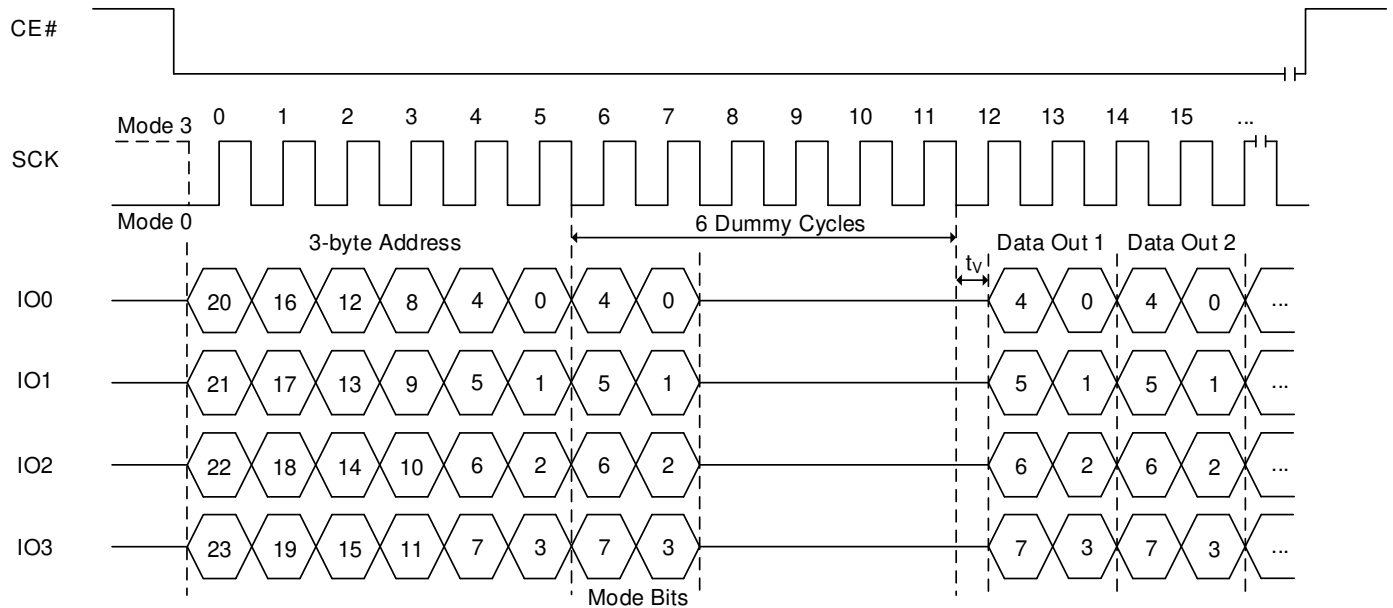 CE#
Mode 3 0 1 2 3 4 5 6 7 8 9 10 11 12 13 14 15 ...
SCK
Mode 0
6 Dummy Cycles
3-byte Address Data Out 1 Data Out 2
tV
IO0 20 16 12 8 4 0 4 0 4 0 4 0 ...
IO1 21 17 13 9 5 1 5 1 5 1 5 1 ...
IO2 22 18 14 10 6 2 6 2 6 2 6 2 ...
IO3 23 19 15 11 7 3 7 3 7 3 7 3 ...
Mode Bits